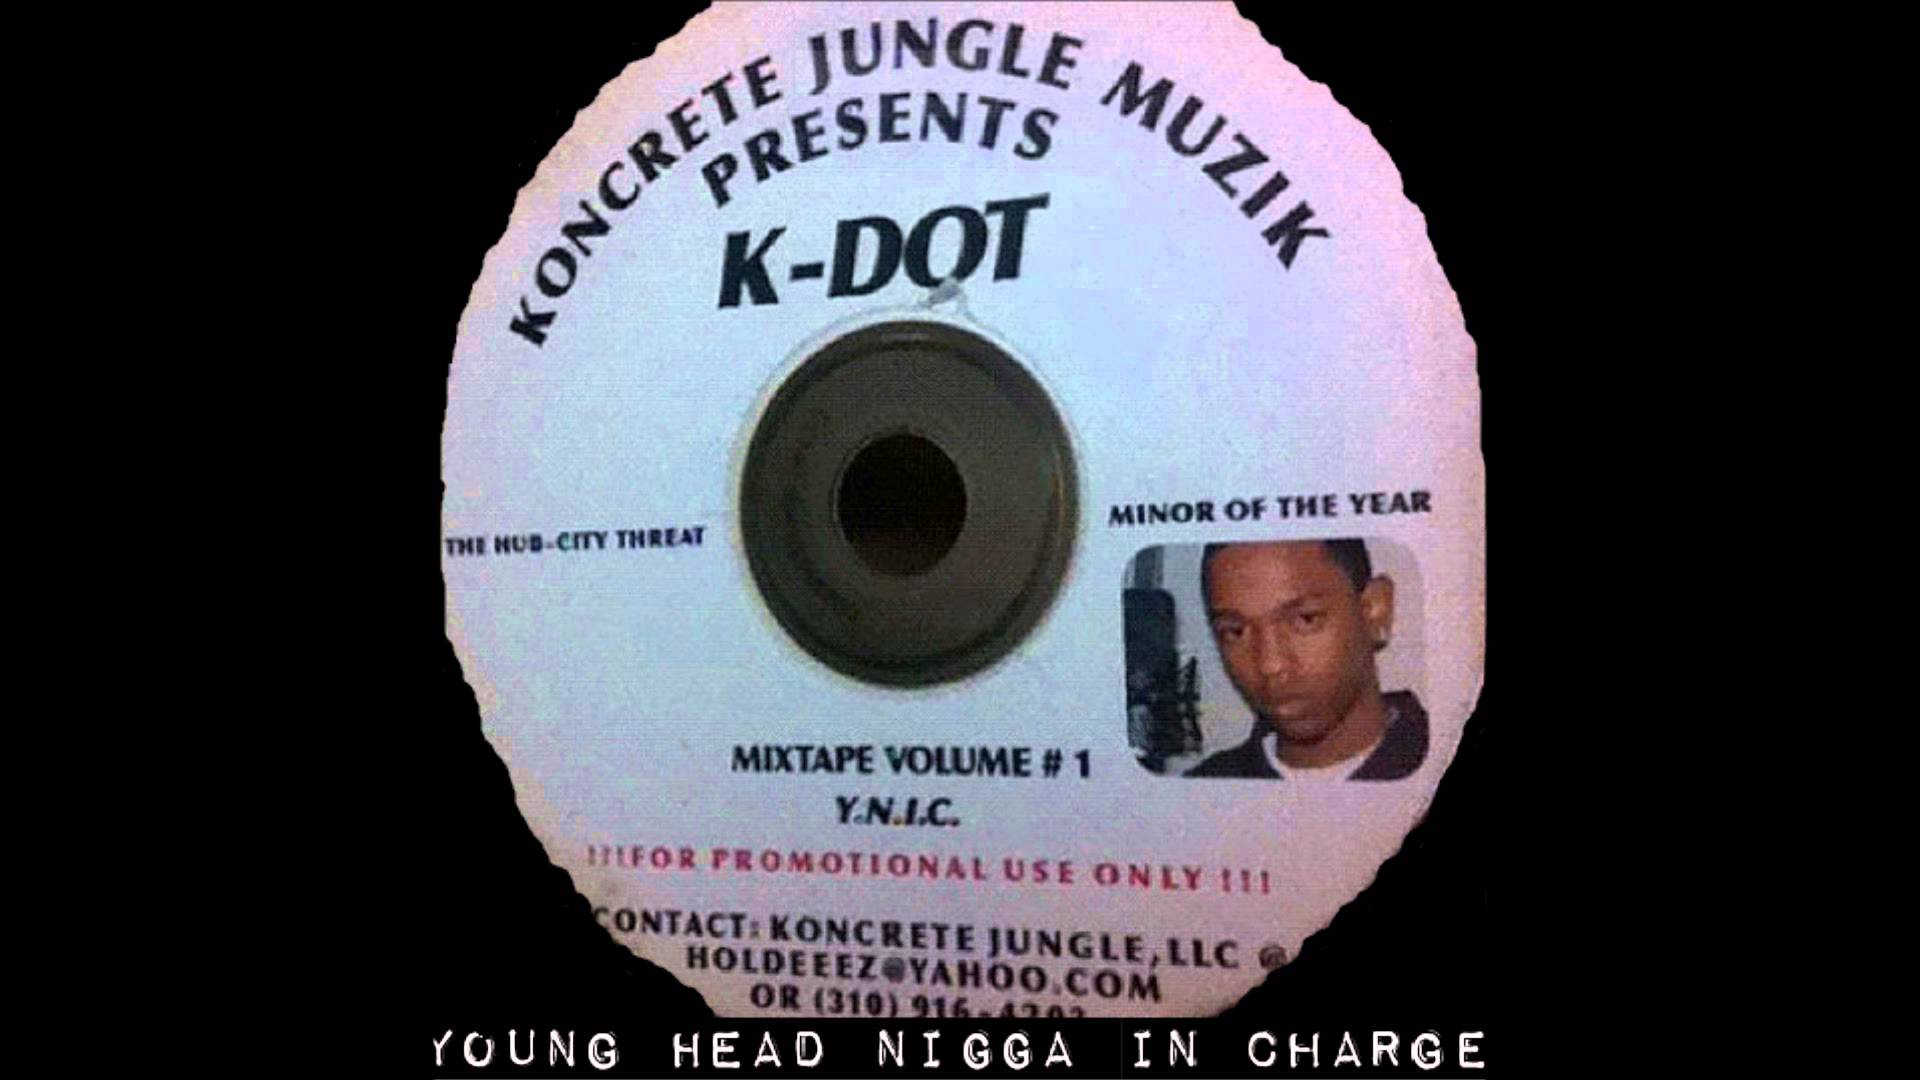 KONCRETE JUNGLE MUZIK
PRESENTS
K-DOT
THE HUB-CITY THREAT
MINOR OF THE YEAR
MIXTAPE VOLUME # 1
Y.N.I.C.
!!!FOR PROMOTIONAL USE ONLY !!!
CONTACT: KONCRETE JUNGLE, LLC @
HOLDEEEZ@YAHOO.COM
OR (310) 916-
YOUNG HEAD NIGGA IN CHARGE